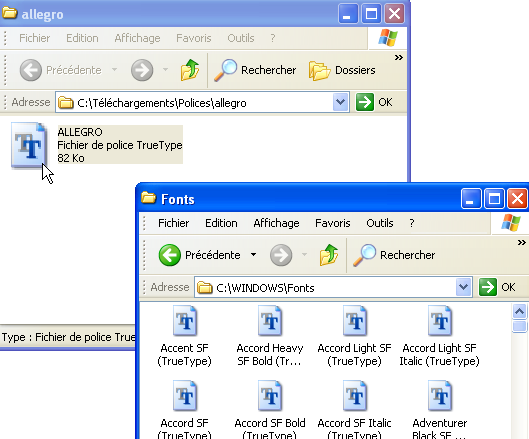 allegro
Fichier Edition Affichage Favoris Outils ?
Précédente
Rechercher
Dossiers
Adresse C:\Téléchargements\Polices\allegro OK
ALLEGRO
Fichier de police TrueType
82 Ko
Type : Fichier de police True
Fonts
Fichier Edition Affichage Favoris Outils ?
Précédente
Rechercher
Adresse C:\WINDOWS\Fonts OK
Accent SF
(TrueType)
Accord Heavy
SF Bold (Tr...
Accord Light SF
(TrueType)
Accord Light SF
Italic (TrueType)
Accord SF
(TrueType)
Accord SF Bold
(TrueType)
Accord SF Italic
(TrueType)
Adventurer
Black SF ...